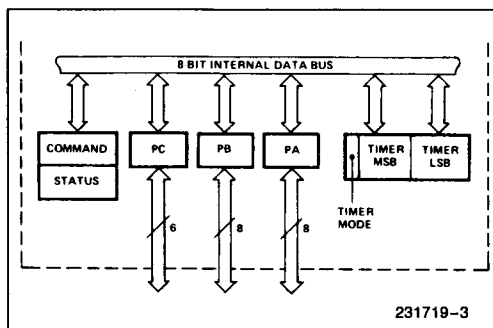 8 BIT INTERNAL DATA BUS
COMMAND
STATUS
PC
PB
PA
TIMER
MSB
TIMER
LSB
TIMER
MODE
6
8
8
231719-3